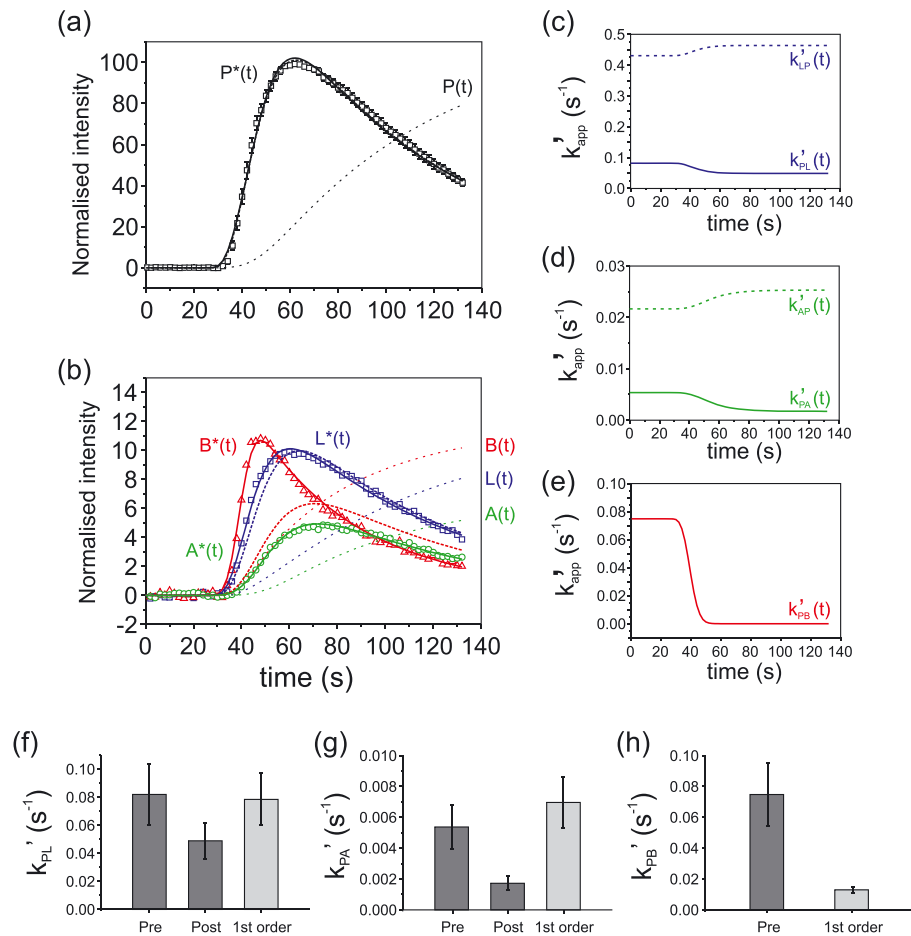 (a)
Normalised intensity
100
80
60
40
20
0
P*(t)
P(t)
0 20 40 60 80 100 120 140
(b)
Normalised intensity
14
12
10
8
6
4
2
0
-2
B*(t)
L*(t)
A*(t)
B(t)
L(t)
A(t)
0 20 40 60 80 100 120 140
time (s)
(c)
k'app (s-1)
0.5
0.4
0.3
0.2
0.1
0.0
k'LP(t)
k'PL(t)
0 20 40 60 80 100 120 140
time (s)
(d)
k'app (s-1)
0.03
0.02
0.01
0.00
k'AP(t)
k'PA(t)
0 20 40 60 80 100 120 140
time (s)
(e)
k'app (s-1)
0.10
0.08
0.06
0.04
0.02
0.00
k'PB(t)
0 20 40 60 80 100 120 140
time (s)
(f)
kPL' (s-1)
0.10
0.08
0.06
0.04
0.02
0.00
Pre Post 1st order
(g)
kPA' (s-1)
0.010
0.008
0.006
0.004
0.002
0.000
Pre Post 1st order
(h)
kPB' (s-1)
0.10
0.08
0.06
0.04
0.02
0.00
Pre 1st order